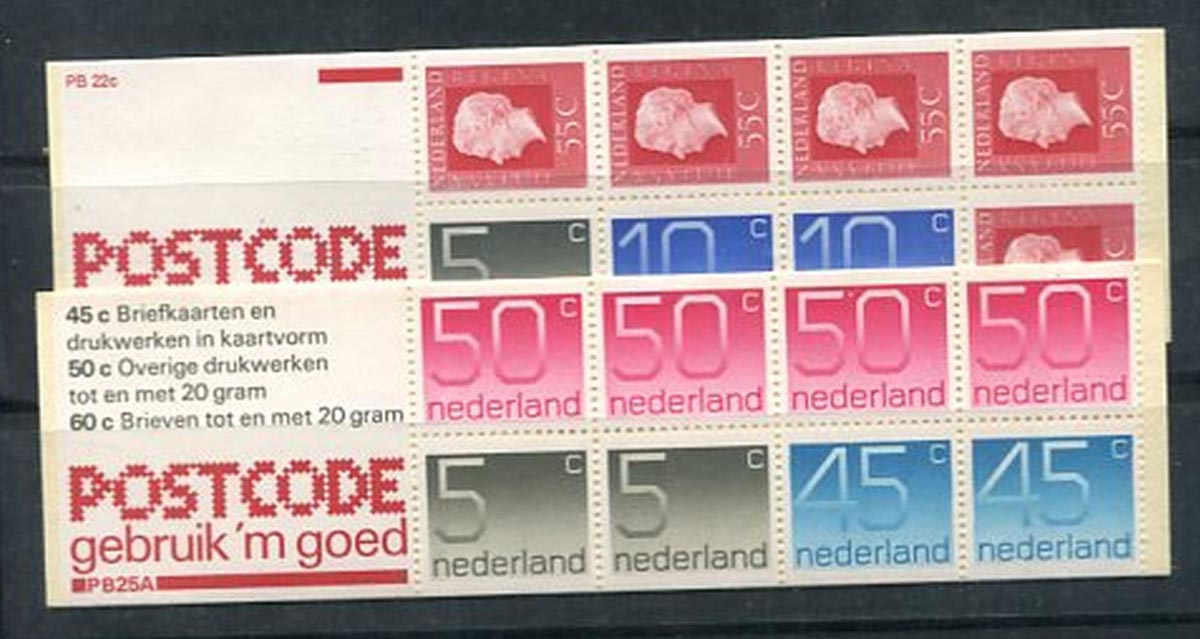 PB 22c
NEDERLAND REGINA 55C
NEDERLAND REGINA 55C
NEDERLAND REGINA 55C
NEDERLAND REGINA 55C
POSTCODE
5 c
10 c
10 c
LAND REGINA C
45 c Briefkaarten en
drukwerken in kaartvorm
50 c Overige drukwerken
tot en met 20 gram
60 c Brieven tot en met 20 gram
50 c
nederland
50 c
nederland
50 c
nederland
50 c
nederland
POSTCODE
gebruik 'm goed
PB25A
5 c
nederland
5 c
nederland
45 c
nederland
45 c
nederland